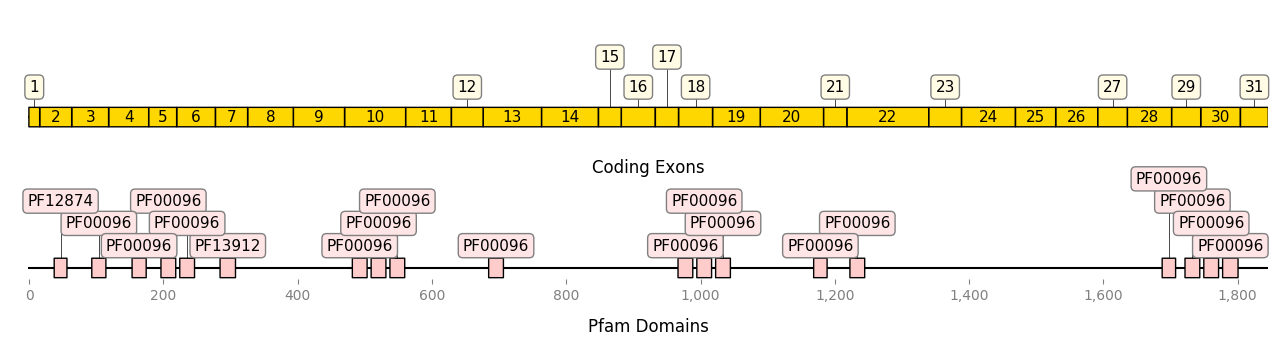 15 17
1 12 16 18 21 23 27 29 31
2 3 4 5 6 7 8 9 10 11 13 14 19 20 22 24 25 26 28 30
Coding Exons
PF00096
PF12874 PF00096 PF00096 PF00096 PF00096
PF00096 PF00096 PF00096 PF00096 PF00096 PF00096
PF00096 PF13912 PF00096 PF00096 PF00096 PF00096 PF00096
0 200 400 600 800 1,000 1,200 1,400 1,600 1,800
Pfam Domains